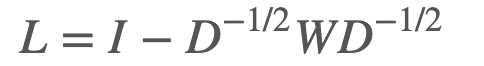 L = I − D^{−1/2}WD^{−1/2}